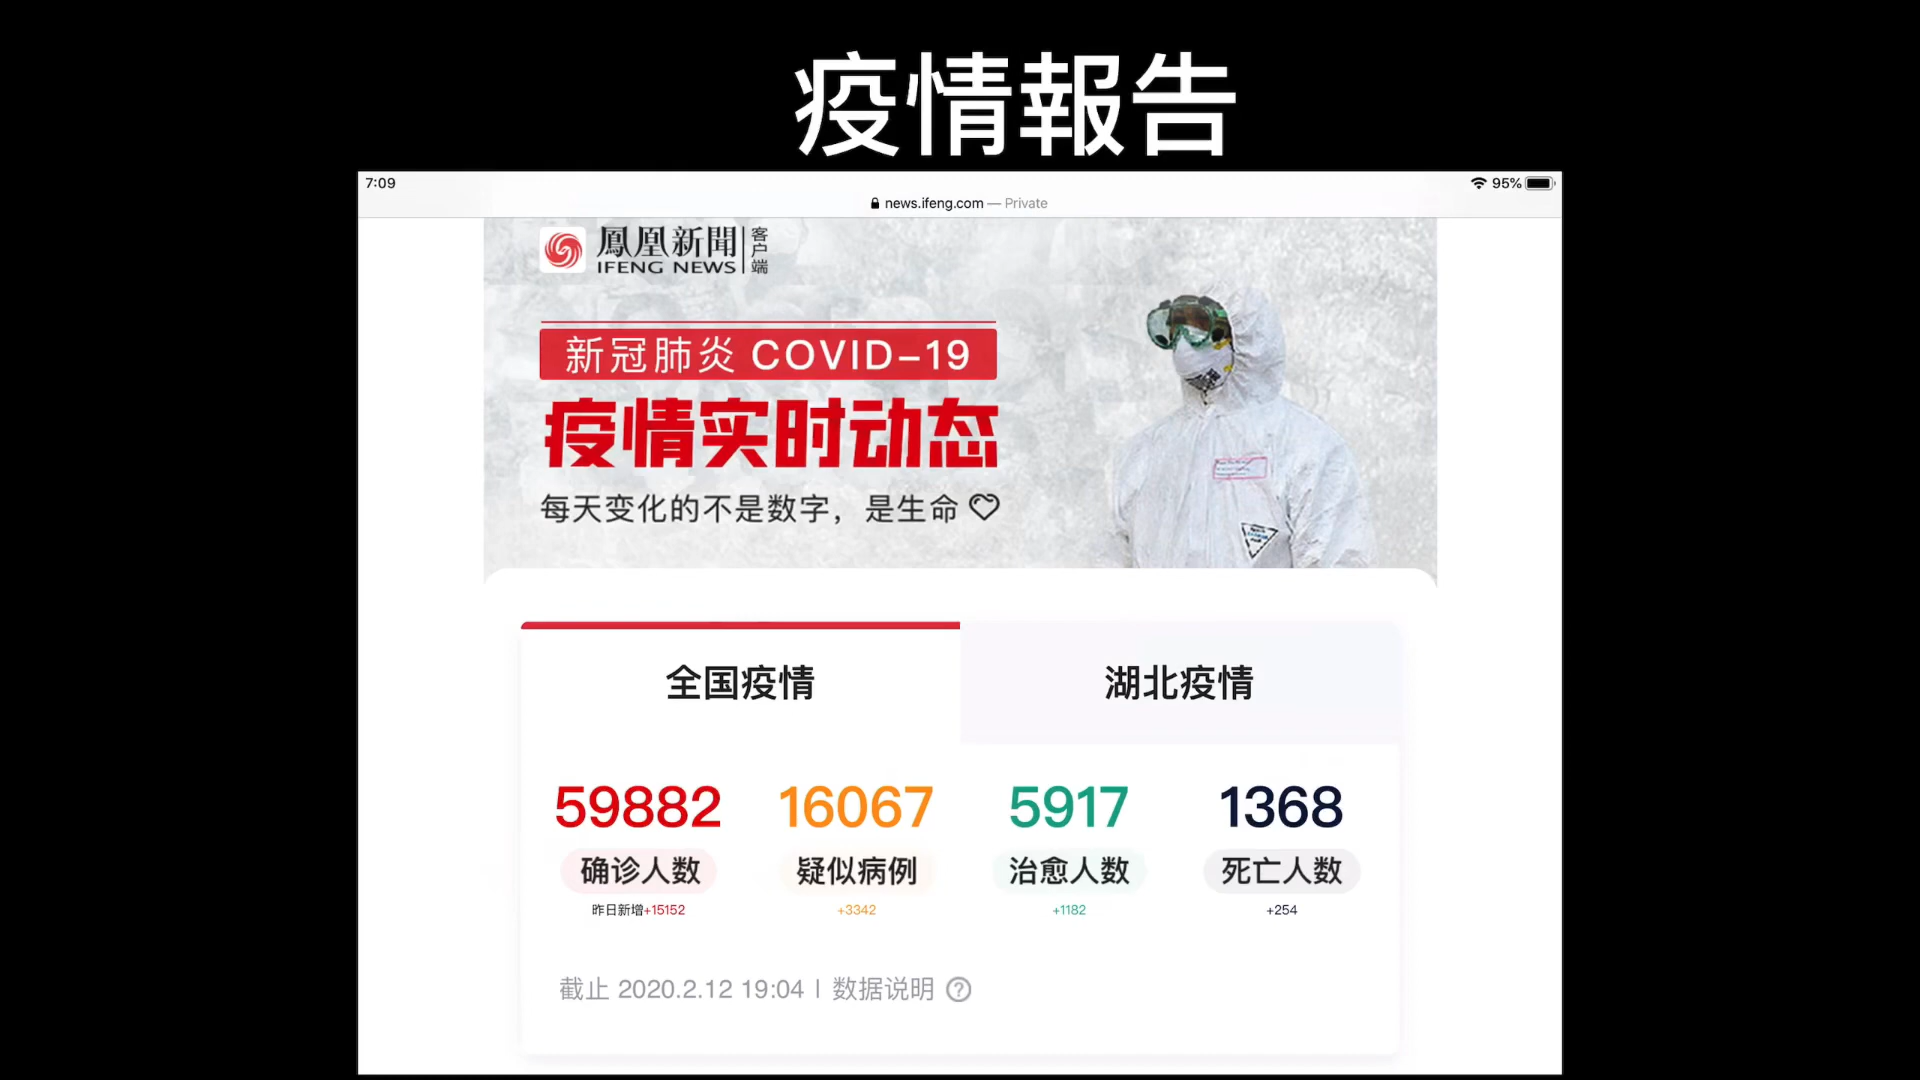 疫情報告
7:09
95%
news.ifeng.com — Private
鳳凰新聞
客户端
IFENG NEWS
新冠肺炎 COVID-19
疫情实时动态
每天变化的不是数字，是生命
全国疫情
湖北疫情
59882
16067
5917
1368
确诊人数
疑似病例
治愈人数
死亡人数
昨日新增+15152
+3342
+1182
+254
截止 2020.2.12 19:04 | 数据说明 ?